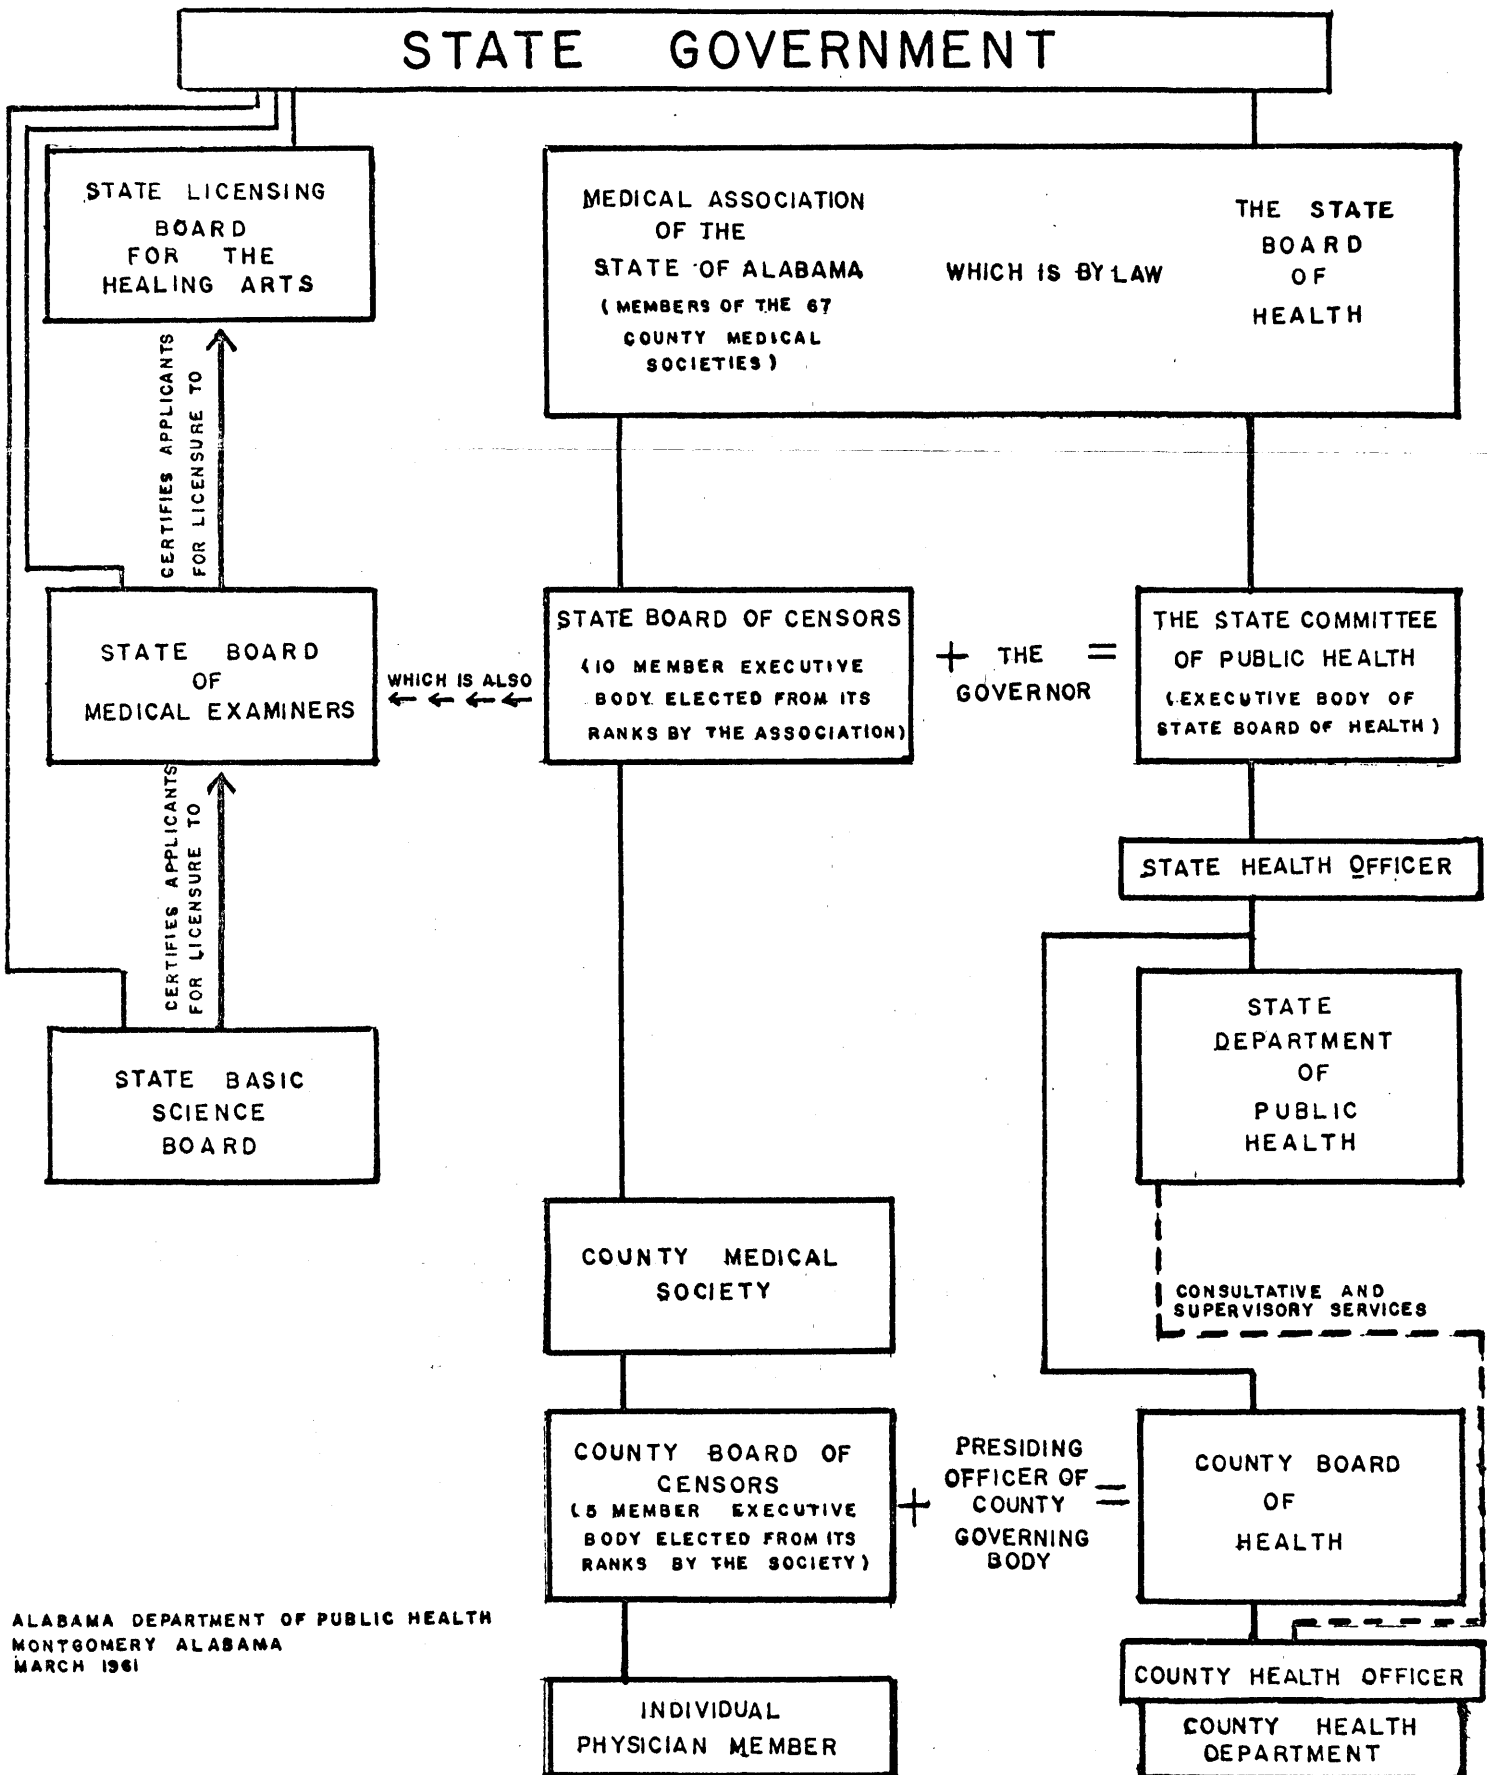 STATE GOVERNMENT
STATE LICENSING
BOARD
FOR THE
HEALING ARTS
MEDICAL ASSOCIATION
OF THE
STATE OF ALABAMA
(MEMBERS OF THE 67
COUNTY MEDICAL
SOCIETIES)
WHICH IS BY LAW
THE STATE
BOARD
OF
HEALTH
CERTIFIES APPLICANTS
FOR LICENSURE TO
STATE BOARD
OF
MEDICAL EXAMINERS
WHICH IS ALSO
STATE BOARD OF CENSORS
(10 MEMBER EXECUTIVE
BODY ELECTED FROM ITS
RANKS BY THE ASSOCIATION)
+ THE =
GOVERNOR
THE STATE COMMITTEE
OF PUBLIC HEALTH
(EXECUTIVE BODY OF
STATE BOARD OF HEALTH)
STATE HEALTH OFFICER
CERTIFIES APPLICANTS
FOR LICENSURE TO
STATE BASIC
SCIENCE
BOARD
STATE
DEPARTMENT
OF
PUBLIC
HEALTH
COUNTY MEDICAL
SOCIETY
CONSULTATIVE AND
SUPERVISORY SERVICES
COUNTY BOARD OF
CENSORS
(5 MEMBER EXECUTIVE
BODY ELECTED FROM ITS
RANKS BY THE SOCIETY)
PRESIDING
OFFICER OF
+ COUNTY =
GOVERNING
BODY
COUNTY BOARD
OF
HEALTH
ALABAMA DEPARTMENT OF PUBLIC HEALTH
MONTGOMERY ALABAMA
MARCH 1961
INDIVIDUAL
PHYSICIAN MEMBER
COUNTY HEALTH OFFICER
COUNTY HEALTH
DEPARTMENT